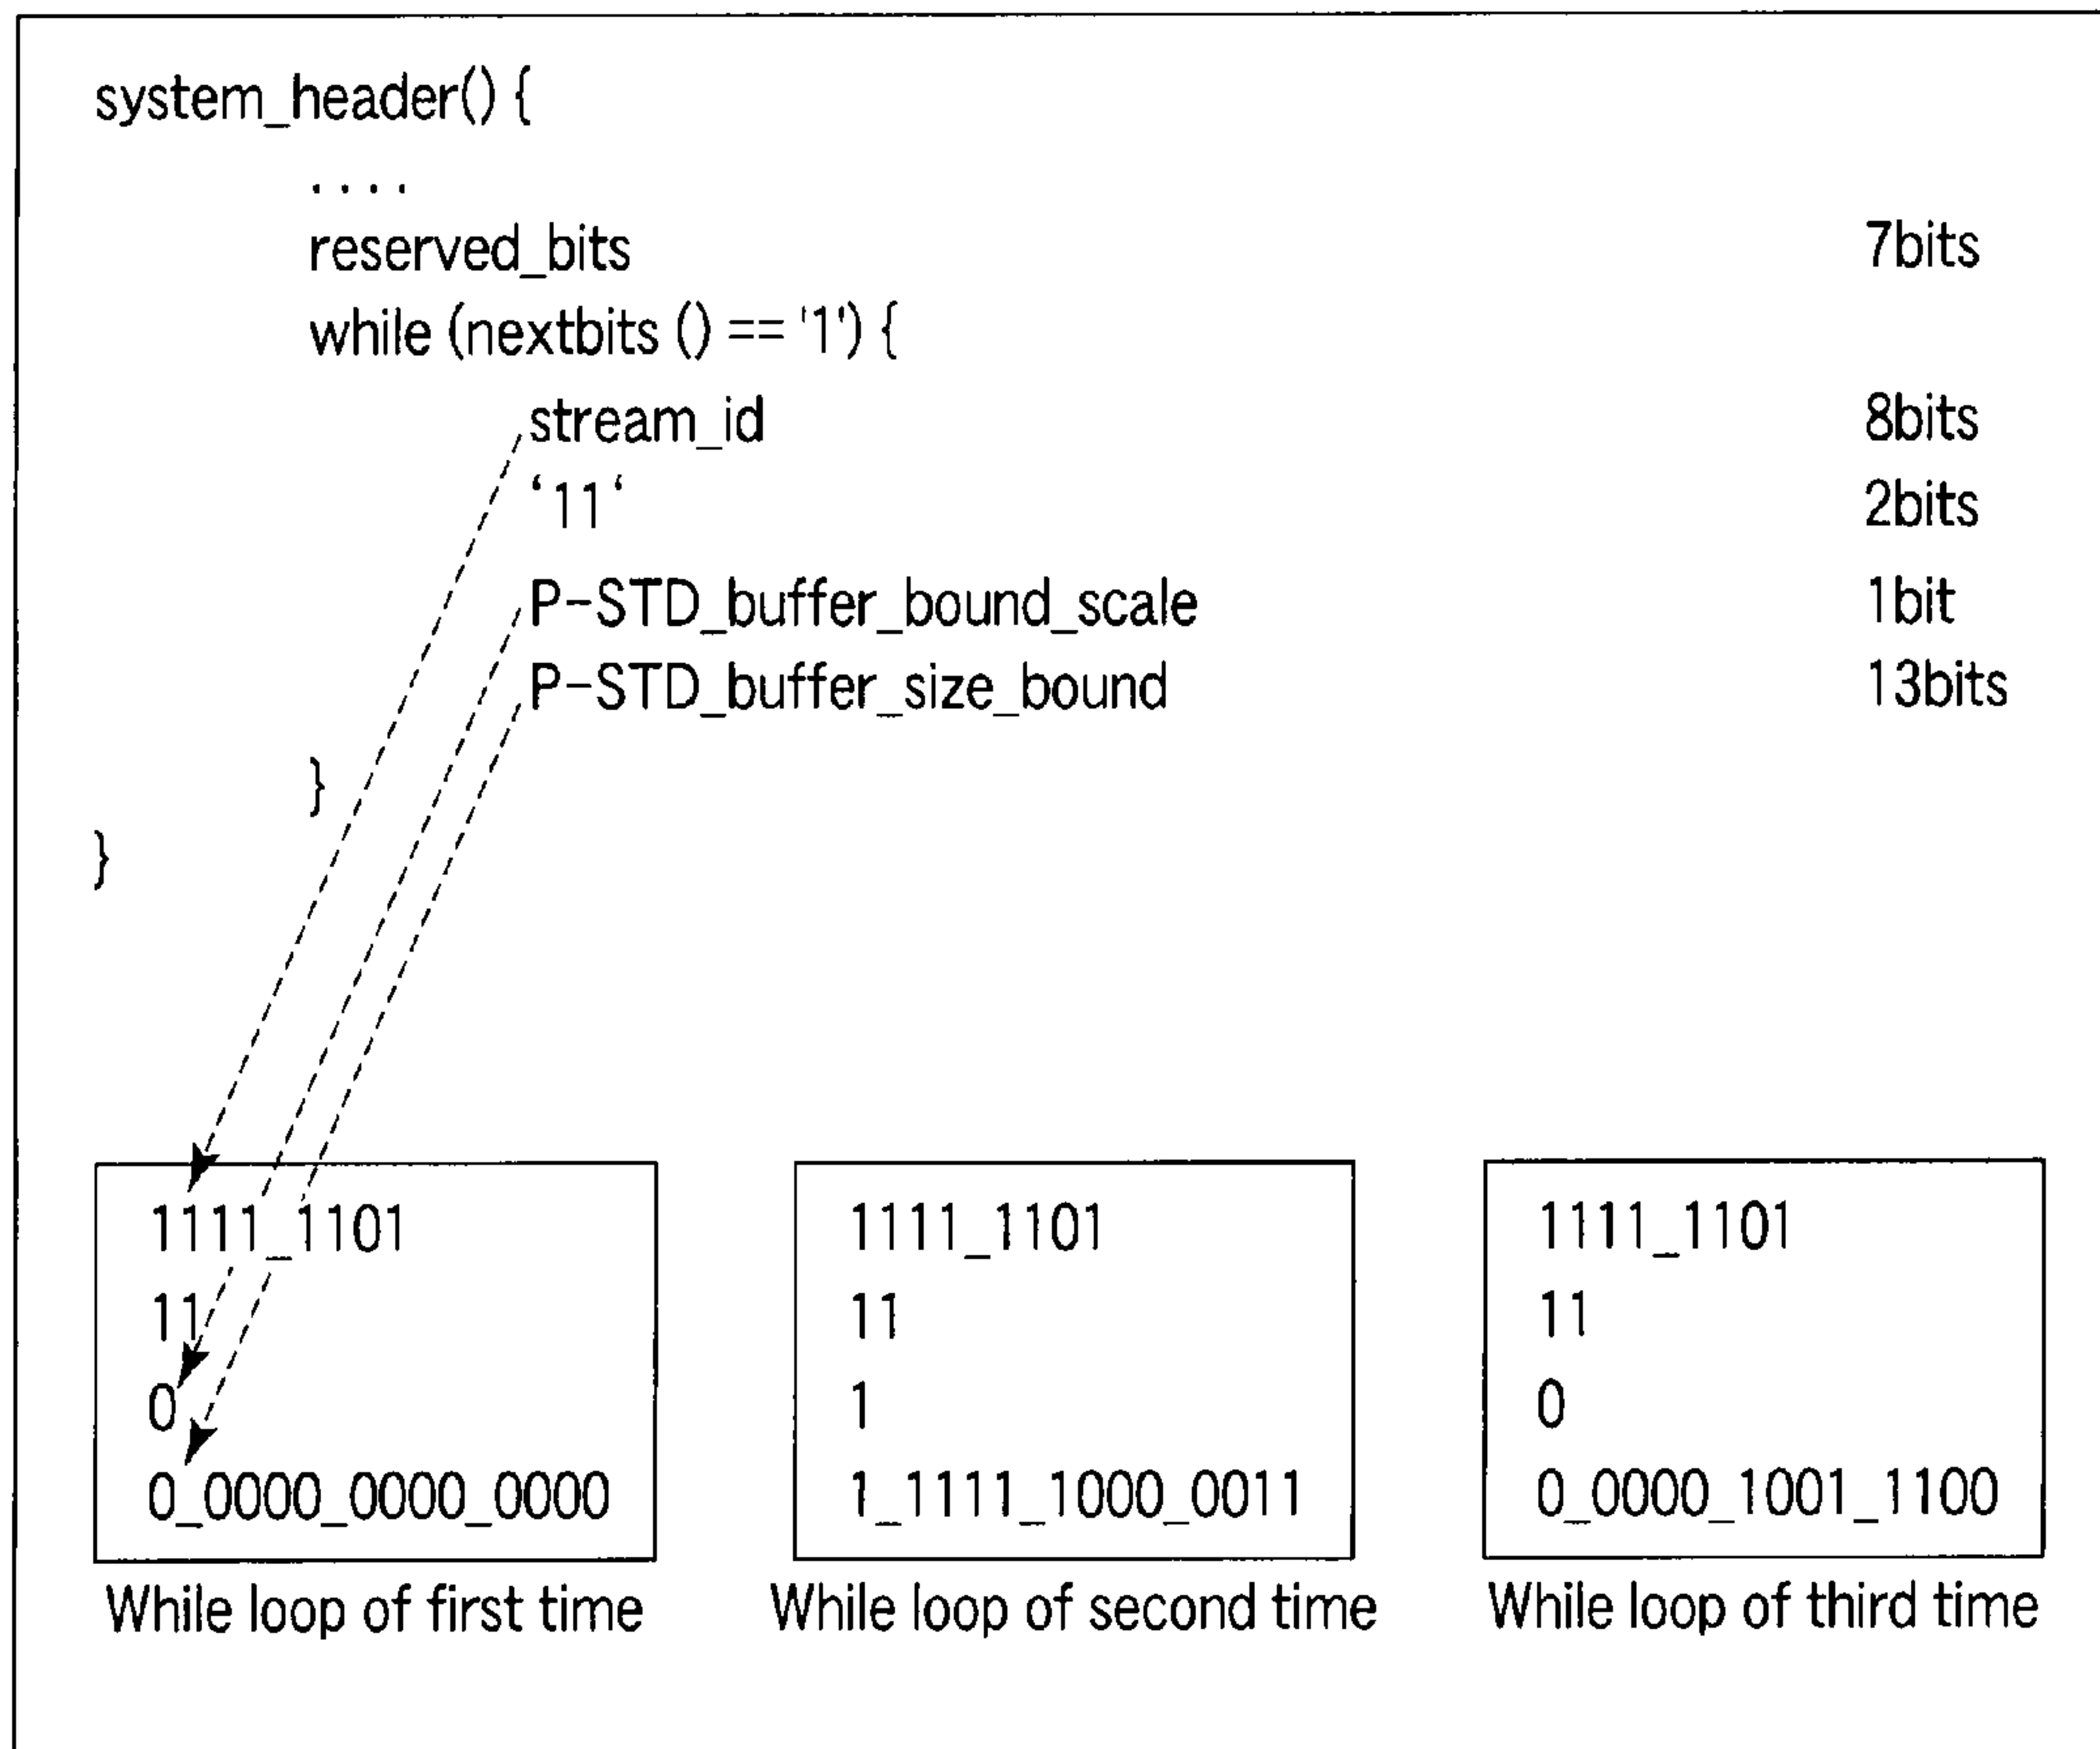 system_header() {
....
reserved_bits 7bits
while (nextbits () == '1') {
stream_id 8bits
‘11‘ 2bits
P-STD_buffer_bound_scale 1bit
P-STD_buffer_size_bound 13bits
}
}
1111_1101 1111_1101 1111_1101
11 11 11
0 1 0
0_0000_0000_0000 1_1111_1000_0011 0_0000_1001_1100
While loop of first time While loop of second time While loop of third time